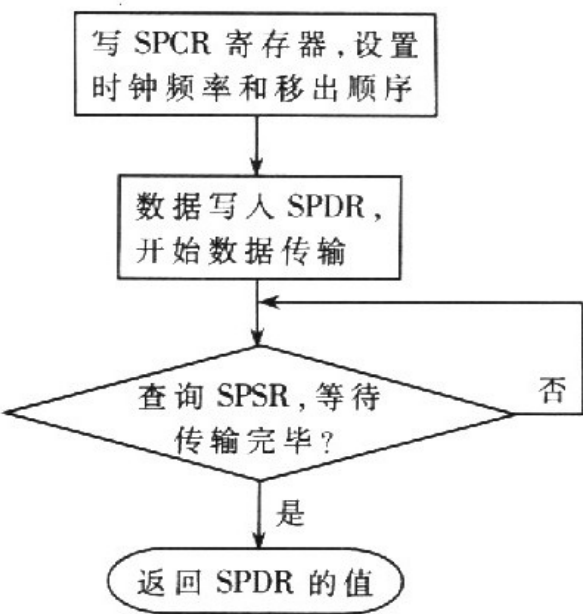 写 SPCR 寄存器,设置
时钟频率和移出顺序
数据写入 SPDR,
开始数据传输
查询 SPSR,等待
传输完毕?
否
是
返回 SPDR 的值